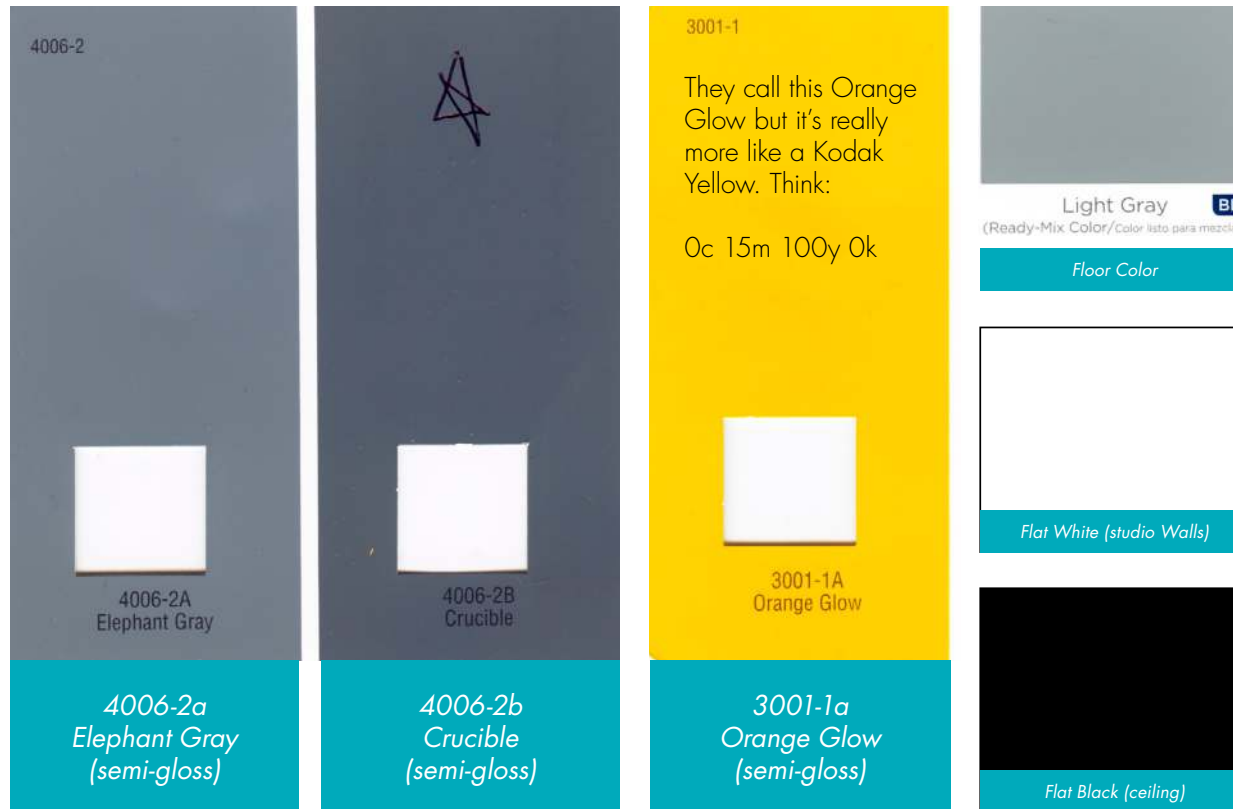 4006-2
4006-2A
Elephant Gray
4006-2a
Elephant Gray
(semi-gloss)
4006-2B
Crucible
4006-2b
Crucible
(semi-gloss)
3001-1
They call this Orange
Glow but it's really
more like a Kodak
Yellow. Think:
0c 15m 100y 0k
3001-1A
Orange Glow
3001-1a
Orange Glow
(semi-gloss)
Light Gray
(Ready-Mix Color/Color listo para
Floor Color
Flat White (studio Walls)
Flat Black (ceiling)